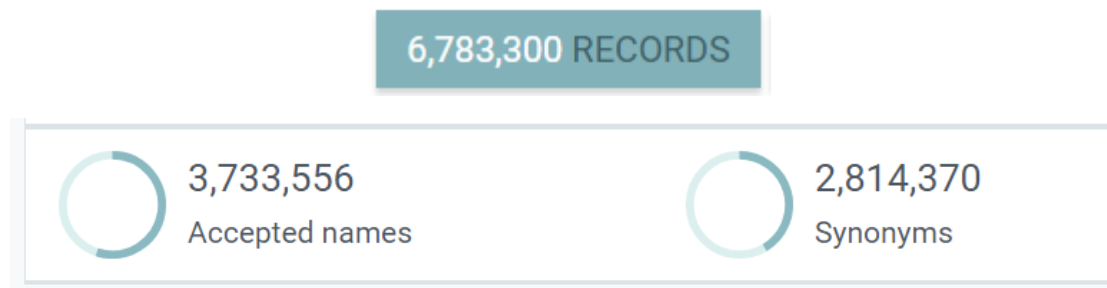 6,783,300 RECORDS
3,733,556
Accepted names
2,814,370
Synonyms